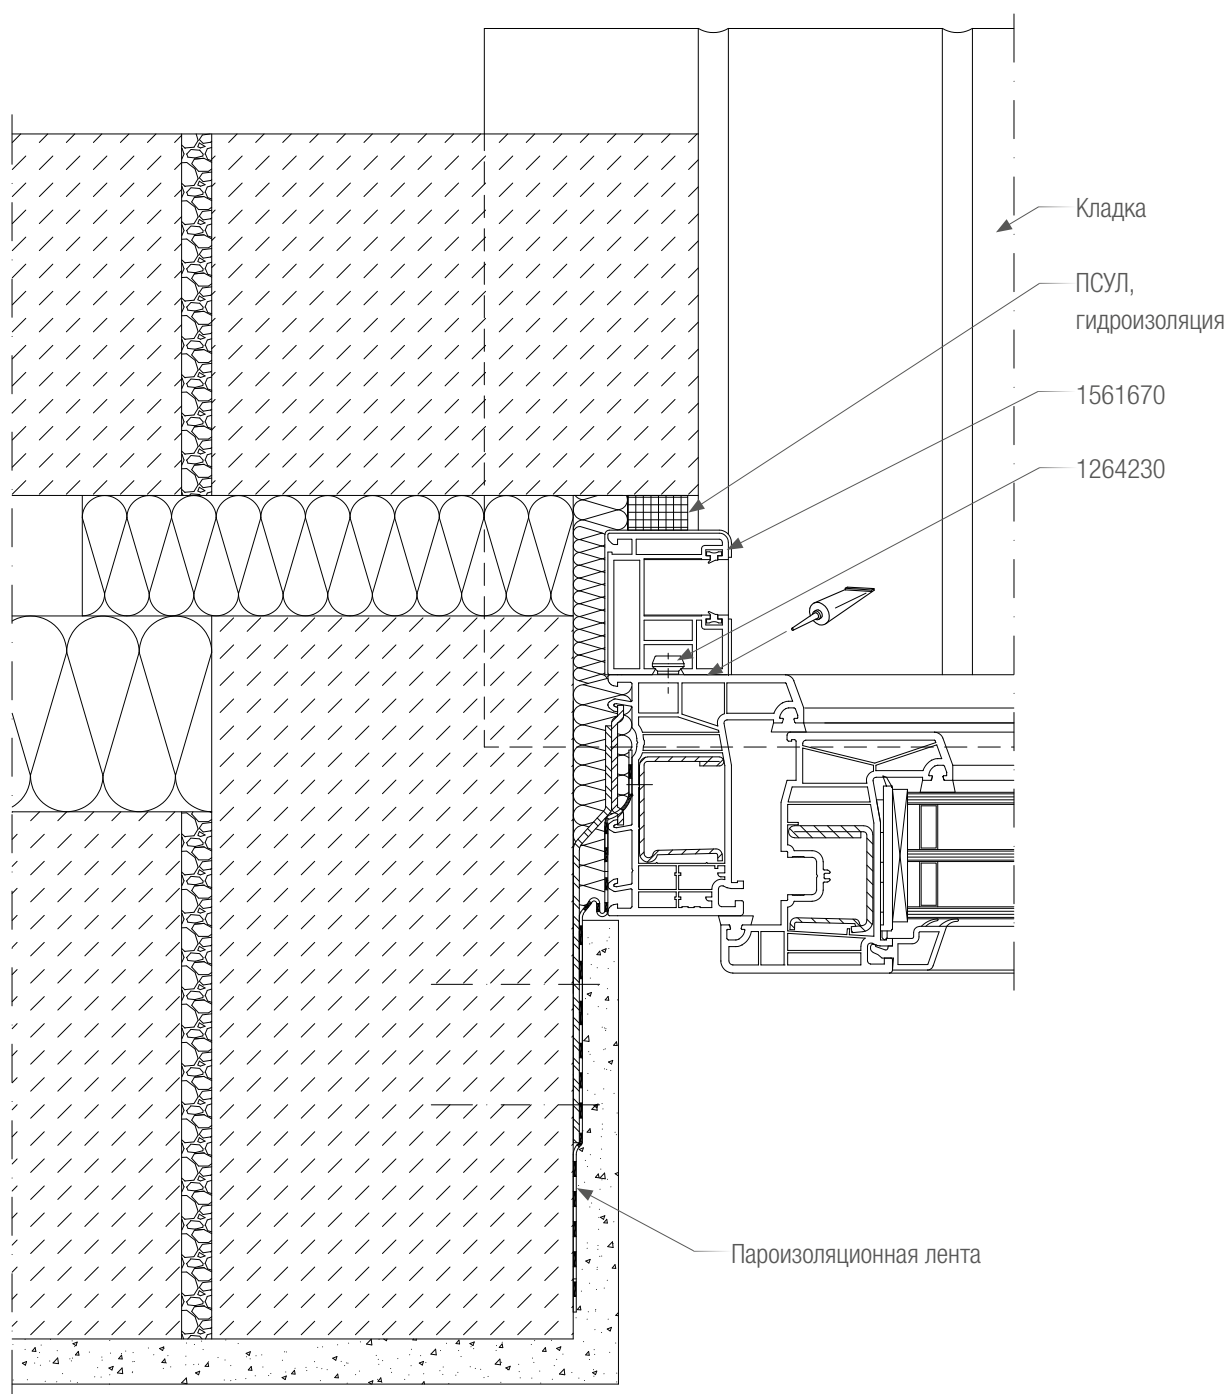 Кладка
ПСУЛ,
гидроизоляция
1561670
1264230
Пароизоляционная лента